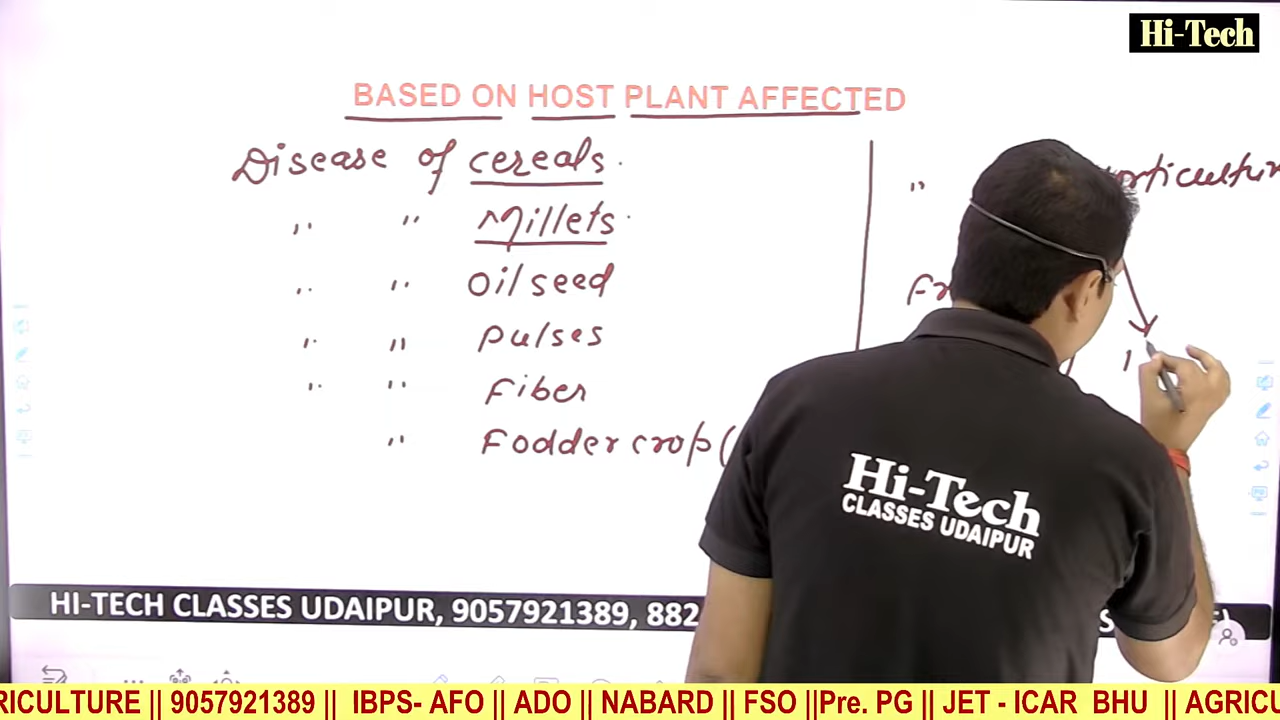 Hi-Tech
BASED ON HOST PLANT AFFECTED
Disease of cereals.
" " Millets.
" " Oilseed
" " Pulses
" " Fiber
" Fodder crop (
" Horticultur
Fr
Hi-Tech
CLASSES UDAIPUR
HI-TECH CLASSES UDAIPUR, 9057921389, 882
RICULTURE || 9057921389 || IBPS- AFO || ADO || NABARD || FSO ||Pre. PG || JET - ICAR BHU || AGRICU